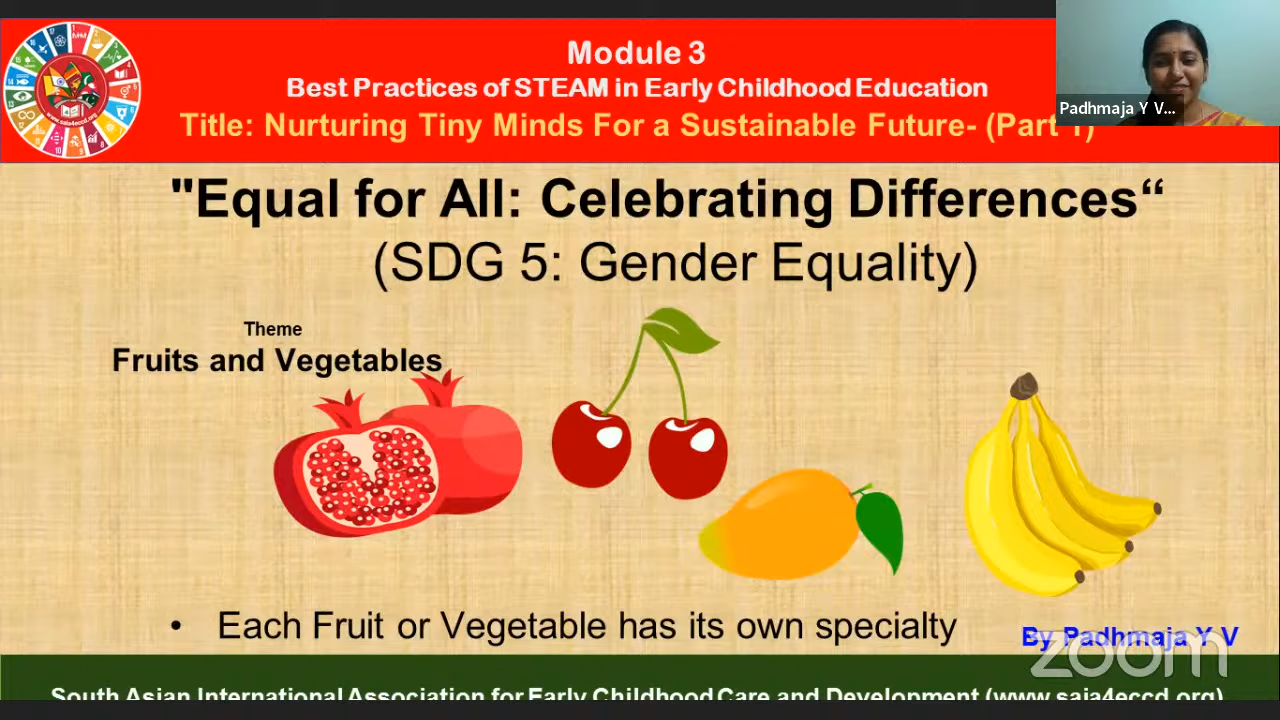 Module 3
Best Practices of STEAM in Early Childhood Education
Title: Nurturing Tiny Minds For a Sustainable Future- (Part 1)
Padhmaja Y V...
www.saia4eccd.org
"Equal for All: Celebrating Differences“
(SDG 5: Gender Equality)
Theme
Fruits and Vegetables
• Each Fruit or Vegetable has its own specialty
By Padhmaja Y V
zoom
South Asian International Association for Early Childhood Care and Development (www.saia4eccd.org)